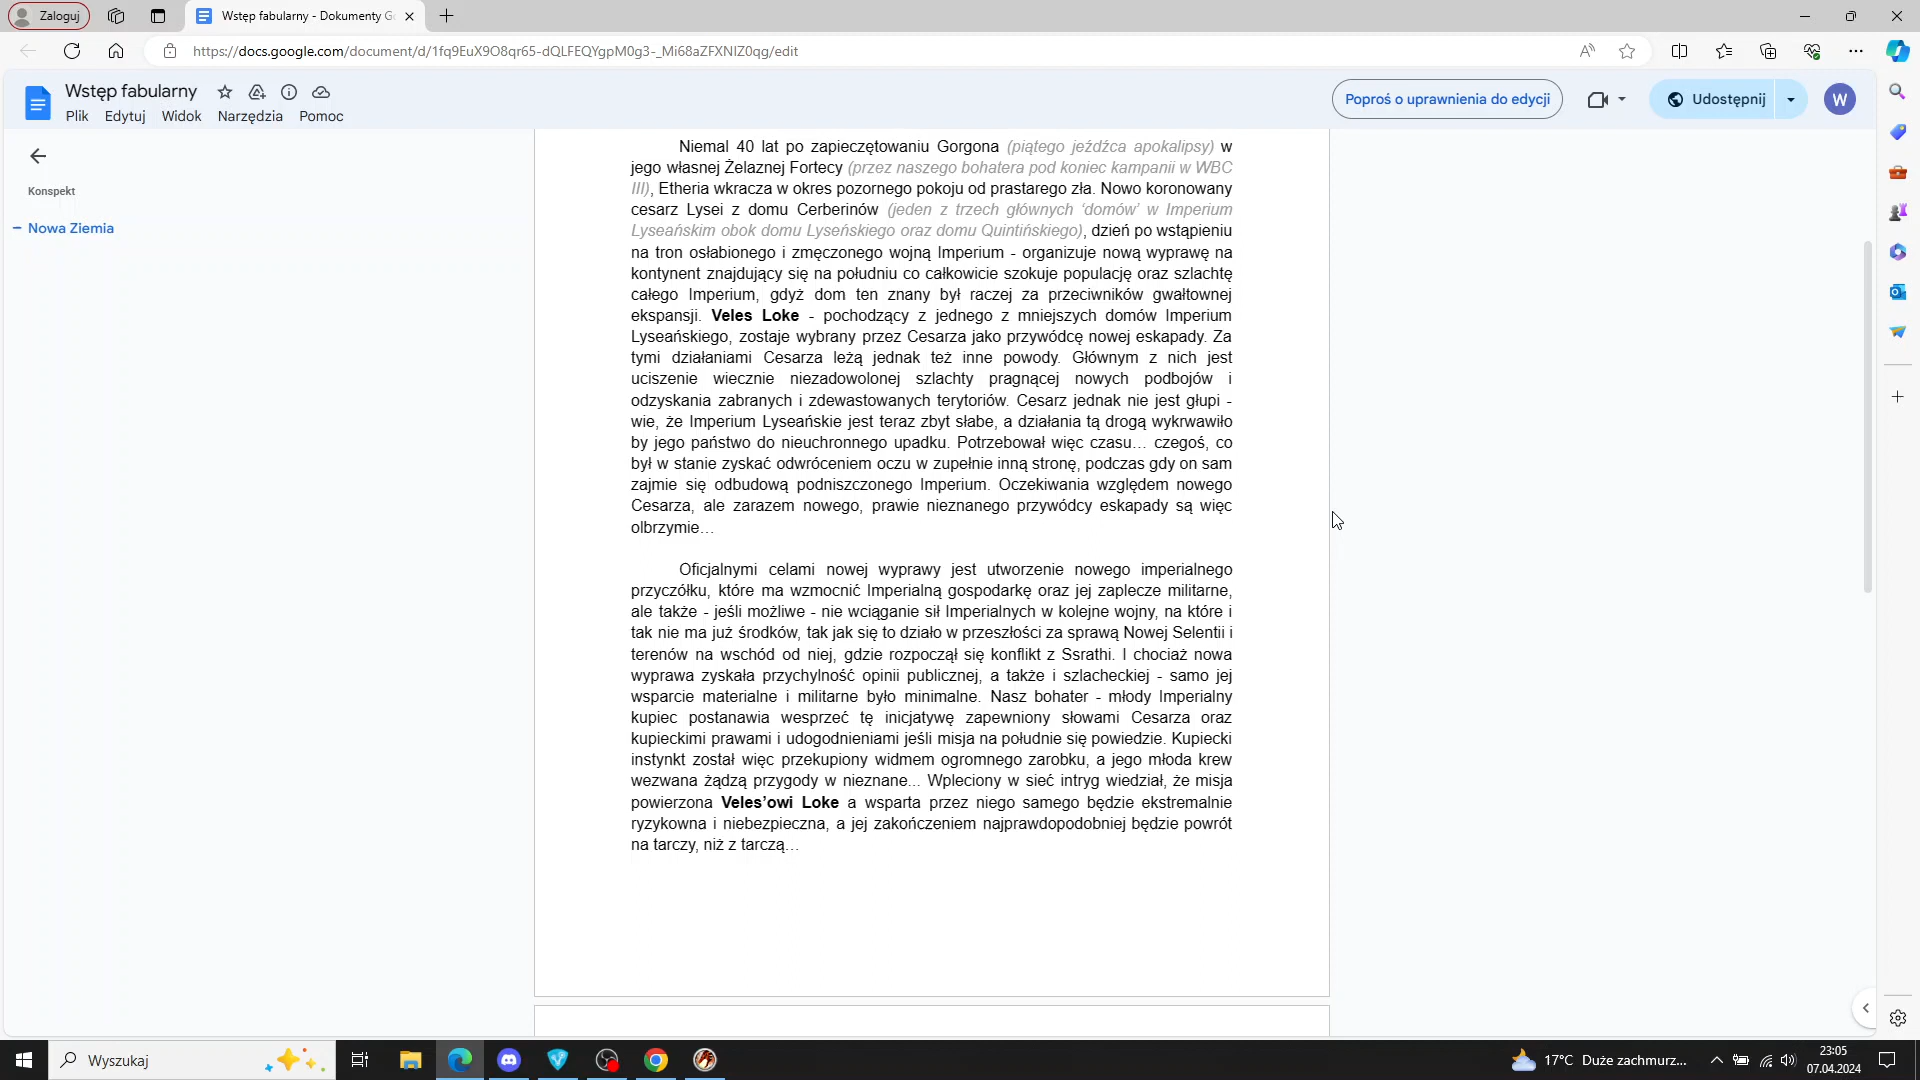 Zaloguj
Wstęp fabularny - Dokumenty G
https://docs.google.com/document/d/1fq9EuX9O8qr65-dQLFEQYgpM0g3-_Mi68aZFXNIZ0qg/edit
Wstęp fabularny
Plik Edytuj Widok Narzędzia Pomoc
Poproś o uprawnienia do edycji
Udostępnij
W
Konspekt
Nowa Ziemia
Niemal 40 lat po zapieczętowaniu Gorgona (piątego jeźdźca apokalipsy) w
jego własnej Żelaznej Fortecy (przez naszego bohatera pod koniec kampanii w WBC
III), Etheria wkracza w okres pozornego pokoju od prastarego zła. Nowo koronowany
cesarz Lysei z domu Cerberinów (jeden z trzech głównych ‘domów’ w Imperium
Lyseańskim obok domu Lyseńskiego oraz domu Quintińskiego), dzień po wstąpieniu
na tron osłabionego i zmęczonego wojną Imperium - organizuje nową wyprawę na
kontynent znajdujący się na południu co całkowicie szokuje populację oraz szlachtę
całego Imperium, gdyż dom ten znany był raczej za przeciwników gwałtownej
ekspansji. Veles Loke - pochodzący z jednego z mniejszych domów Imperium
Lyseańskiego, zostaje wybrany przez Cesarza jako przywódcę nowej eskapady. Za
tymi działaniami Cesarza leżą jednak też inne powody. Głównym z nich jest
uciszenie wiecznie niezadowolonej szlachty pragnącej nowych podbojów i
odzyskania zabranych i zdewastowanych terytoriów. Cesarz jednak nie jest głupi -
wie, że Imperium Lyseańskie jest teraz zbyt słabe, a działania tą drogą wykrwawiło
by jego państwo do nieuchronnego upadku. Potrzebował więc czasu… czegoś, co
był w stanie zyskać odwróceniem oczu w zupełnie inną stronę, podczas gdy on sam
zajmie się odbudową podniszczonego Imperium. Oczekiwania względem nowego
Cesarza, ale zarazem nowego, prawie nieznanego przywódcy eskapady są więc
olbrzymie…
Oficjalnymi celami nowej wyprawy jest utworzenie nowego imperialnego
przyczółku, które ma wzmocnić Imperialną gospodarkę oraz jej zaplecze militarne,
ale także - jeśli możliwe - nie wciąganie sił Imperialnych w kolejne wojny, na które i
tak nie ma już środków, tak jak się to działo w przeszłości za sprawą Nowej Selentii i
terenów na wschód od niej, gdzie rozpoczął się konflikt z Ssrathi. I chociaż nowa
wyprawa zyskała przychylność opinii publicznej, a także i szlacheckiej - samo jej
wsparcie materialne i militarne było minimalne. Nasz bohater - młody Imperialny
kupiec postanawia wesprzeć tę inicjatywę zapewniony słowami Cesarza oraz
kupieckimi prawami i udogodnieniami jeśli misja na południe się powiedzie. Kupiecki
instynkt został więc przekupiony widmem ogromnego zarobku, a jego młoda krew
wezwana żądzą przygody w nieznane... Wpleciony w sieć intryg wiedział, że misja
powierzona Veles’owi Loke a wsparta przez niego samego będzie ekstremalnie
ryzykowna i niebezpieczna, a jej zakończeniem najprawdopodobniej będzie powrót
na tarczy, niż z tarczą…
Wyszukaj
17°C Duże zachmurz...
23:05
07.04.2024